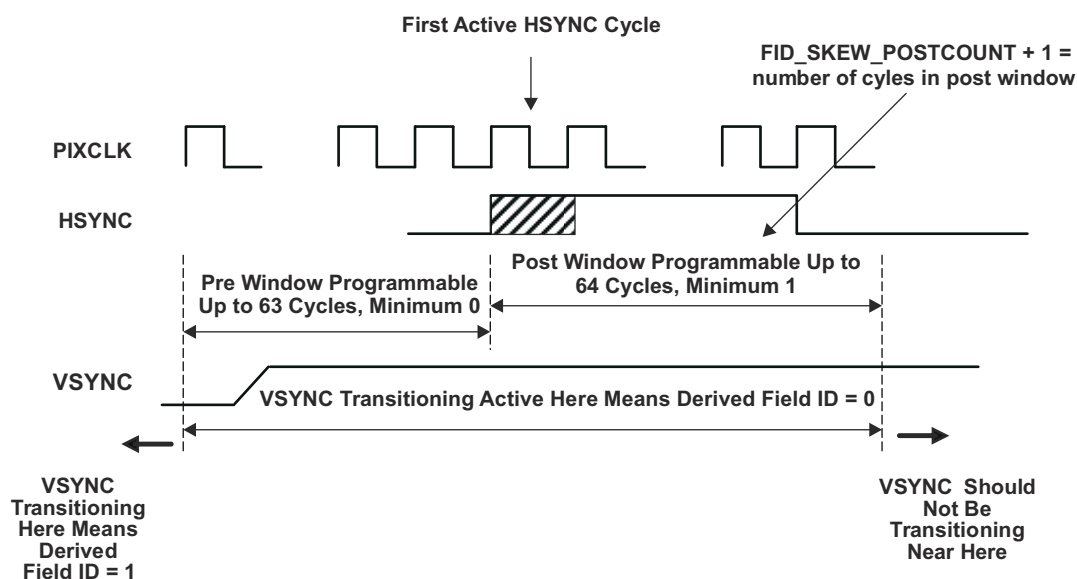 First Active HSYNC Cycle
FID_SKEW_POSTCOUNT + 1 =
number of cyles in post window
PIXCLK
HSYNC
Pre Window Programmable
Up to 63 Cycles, Minimum 0
Post Window Programmable Up to
64 Cycles, Minimum 1
VSYNC
VSYNC Transitioning Active Here Means Derived Field ID = 0
VSYNC
Transitioning
Here Means
Derived
Field ID = 1
VSYNC Should
Not Be
Transitioning
Near Here